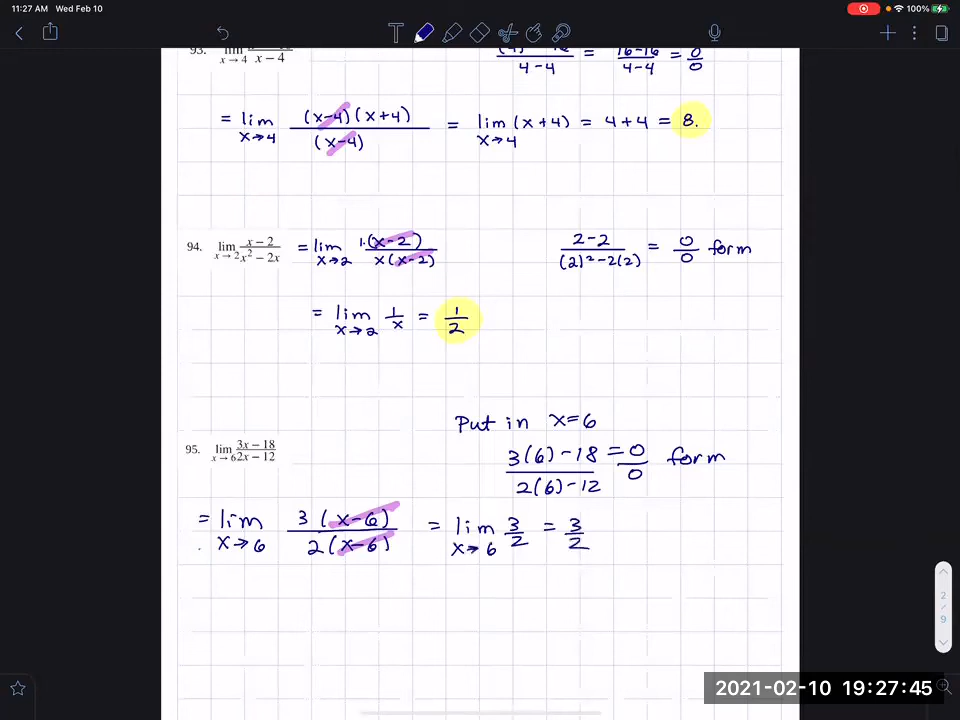 11:27 AM Wed Feb 10
100%
93. lim x→4 x − 4
4 − 4 = 16−16 / 4 − 4 = 0/0
= lim x→4 (x−4)(x+4) / (x−4) = lim x→4 (x+4) = 4+4 = 8.
94. lim x→2 x − 2 / x² − 2x = lim x→2 1·(x−2) / x(x−2)
2−2 / (2)²−2(2) = 0/0 form
= lim x→2 1/x = 1/2
Put in x=6
95. lim x→6 3x − 18 / 2x − 12
3(6)−18 / 2(6)−12 = 0/0 form
= lim x→6 3(x−6) / 2(x−6) = lim x→6 3/2 = 3/2
2 / 9
2021-02-10 19:27:45